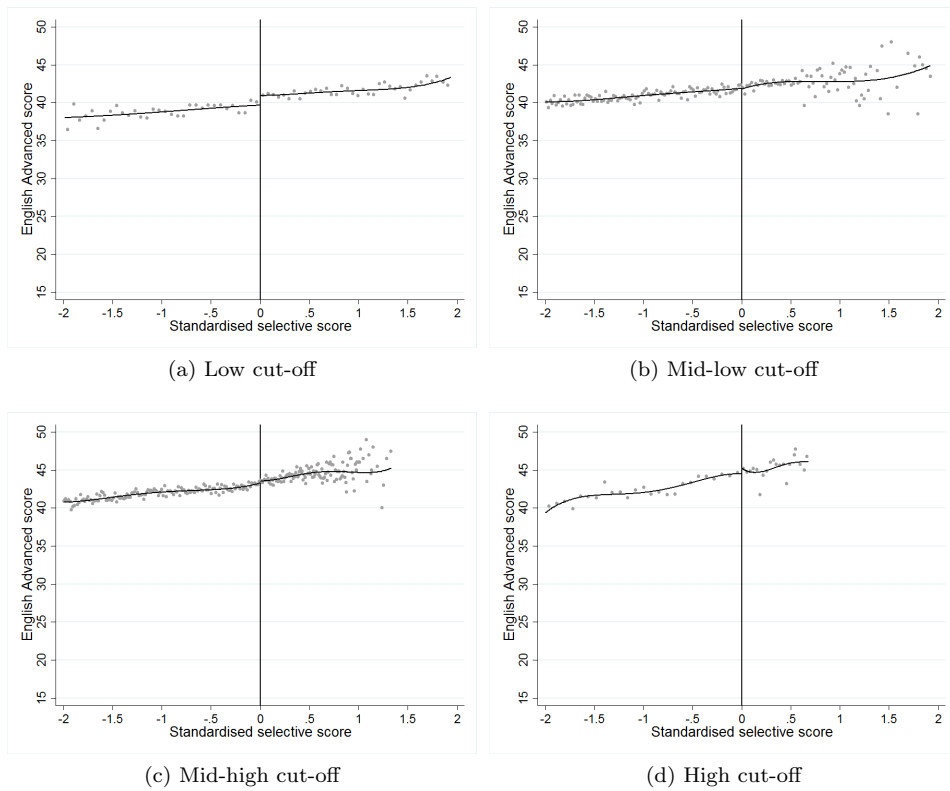 50
45
40
35
30
25
20
15
English Advanced score
-2 -1.5 -1 -.5 0 .5 1 1.5 2
Standardised selective score
(a) Low cut-off
50
45
40
35
30
25
20
15
English Advanced score
-2 -1.5 -1 -.5 0 .5 1 1.5 2
Standardised selective score
(b) Mid-low cut-off
50
45
40
35
30
25
20
15
English Advanced score
-2 -1.5 -1 -.5 0 .5 1 1.5 2
Standardised selective score
(c) Mid-high cut-off
50
45
40
35
30
25
20
15
English Advanced score
-2 -1.5 -1 -.5 0 .5 1 1.5 2
Standardised selective score
(d) High cut-off